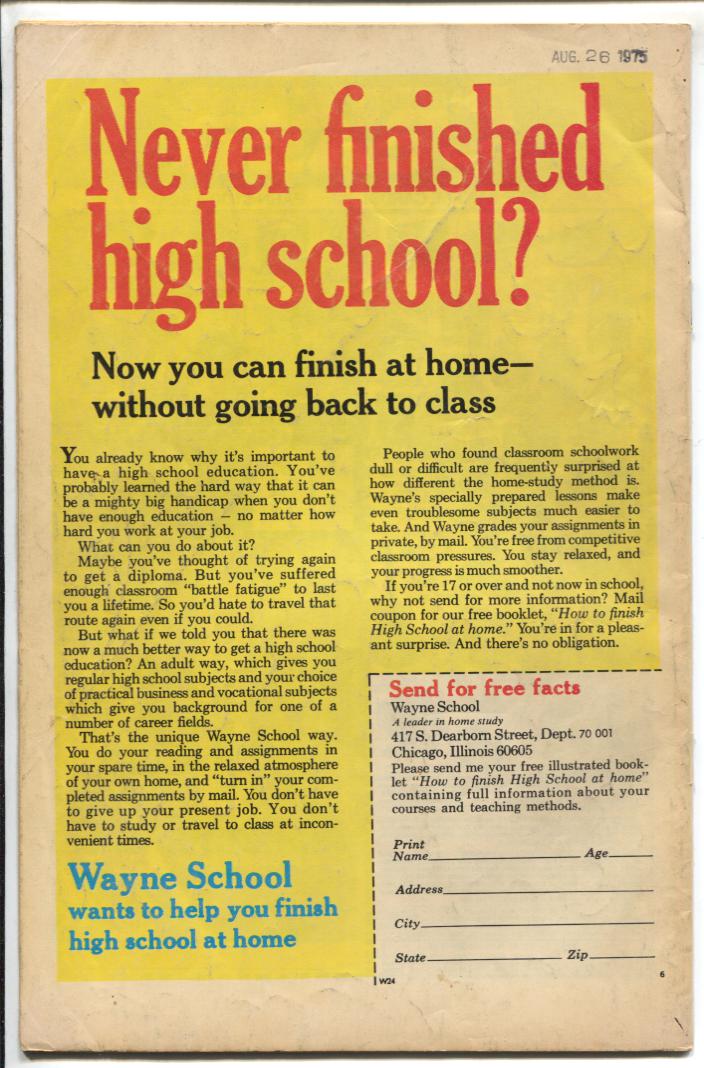 AUG. 26 1975
Never finished
high school?
Now you can finish at home—
without going back to class
You already know why it's important to
have a high school education. You've
probably learned the hard way that it can
be a mighty big handicap when you don't
have enough education — no matter how
hard you work at your job.
What can you do about it?
Maybe you've thought of trying again
to get a diploma. But you've suffered
enough classroom "battle fatigue" to last
you a lifetime. So you'd hate to travel that
route again even if you could.
But what if we told you that there was
now a much better way to get a high school
education? An adult way, which gives you
regular high school subjects and your choice
of practical business and vocational subjects
which give you background for one of a
number of career fields.
That's the unique Wayne School way.
You do your reading and assignments in
your spare time, in the relaxed atmosphere
of your own home, and "turn in" your com-
pleted assignments by mail. You don't have
to give up your present job. You don't
have to study or travel to class at incon-
venient times.
Wayne School
wants to help you finish
high school at home
People who found classroom schoolwork
dull or difficult are frequently surprised at
how different the home-study method is.
Wayne's specially prepared lessons make
even troublesome subjects much easier to
take. And Wayne grades your assignments in
private, by mail. You're free from competitive
classroom pressures. You stay relaxed, and
your progress is much smoother.
If you're 17 or over and not now in school,
why not send for more information? Mail
coupon for our free booklet, "How to finish
High School at home." You're in for a pleas-
ant surprise. And there's no obligation.
Send for free facts
Wayne School
A leader in home study
417 S. Dearborn Street, Dept. 70 001
Chicago, Illinois 60605
Please send me your free illustrated book-
let "How to finish High School at home"
containing full information about your
courses and teaching methods.
Print
Name Age
Address
City
State Zip
W24
6